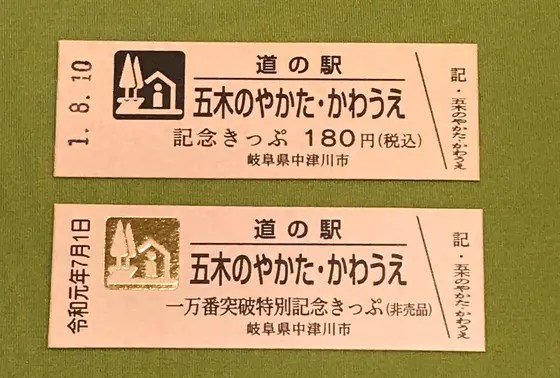 1. 8. 10
道の駅
五木のやかた・かわうえ
記念きっぷ 180円(税込)
岐阜県中津川市
記・五木のやかた・かわうえ
令和元年7月1日
道の駅
五木のやかた・かわうえ
一万番突破特別記念きっぷ(非売品)
岐阜県中津川市
記・五木のやかた・かわうえ